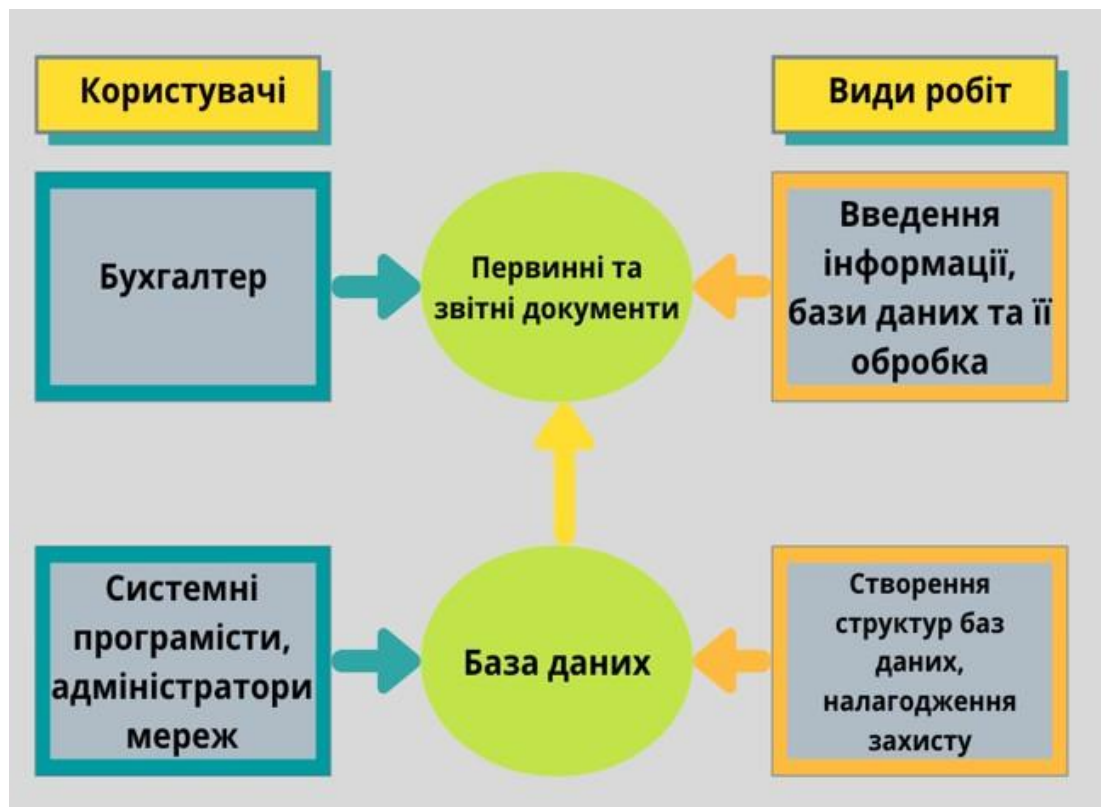 Користувачі
Види робіт
Бухгалтер
Первинні та
звітні документи
Введення
інформації,
бази даних та її
обробка
Системні
програмісти,
адміністратори
мереж
База даних
Створення
структур баз
даних,
налагодження
захисту